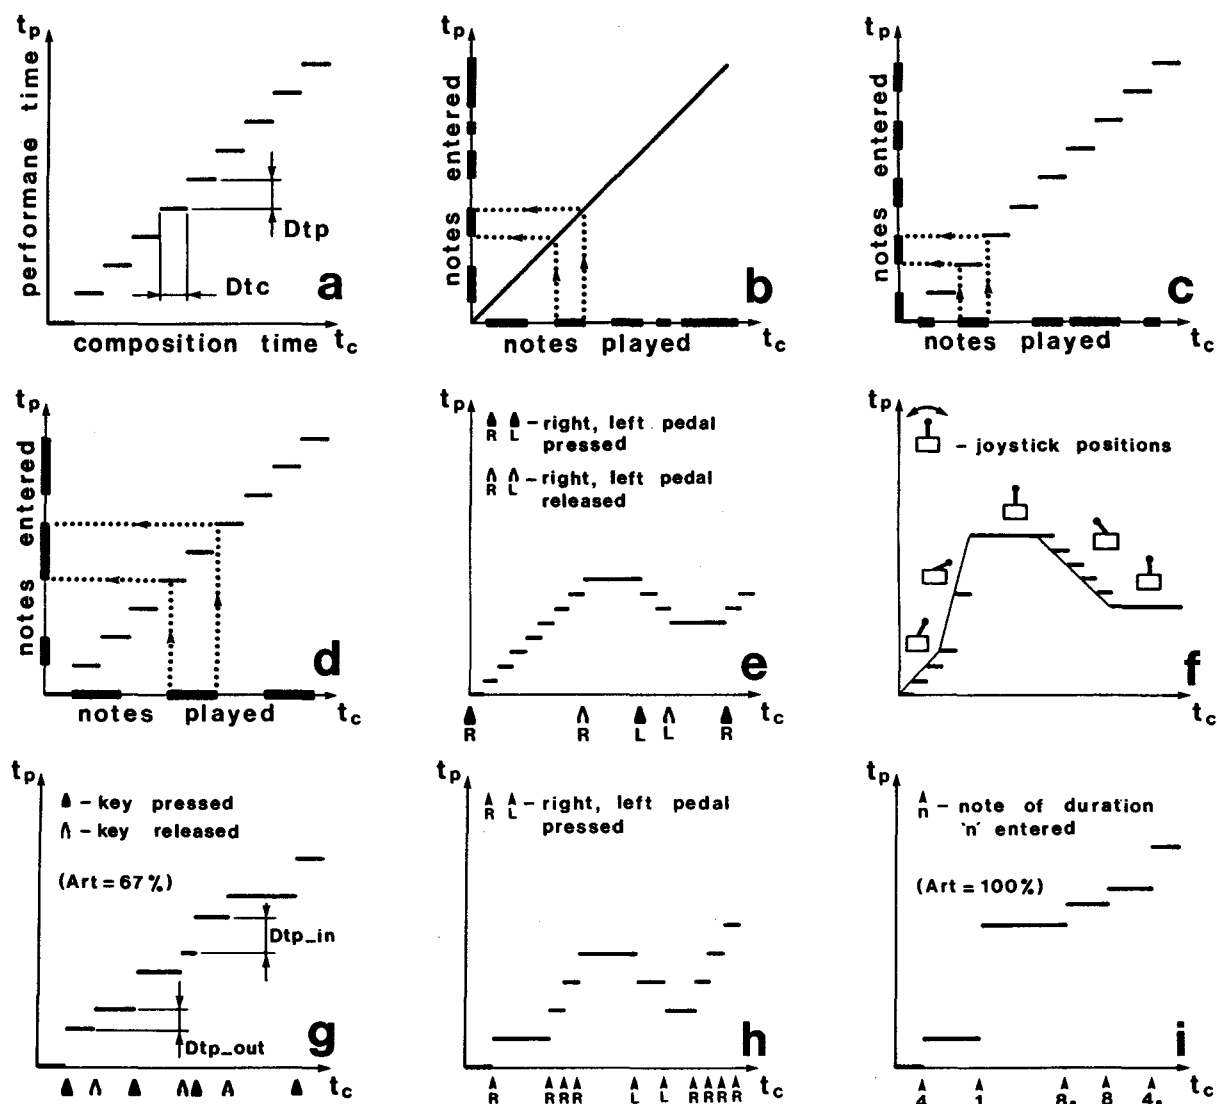 tp
performane time
Dtp
Dtc
a
composition time tc
tp
notes entered
b
notes played tc
tp
notes entered
c
notes played tc
tp
notes entered
d
notes played tc
tp
R L – right, left pedal
pressed
R L – right, left pedal
released
e
tc
R R L L R
tp
– joystick positions
f
tc
tp
– key pressed
– key released
(Art = 67%)
Dtp_in
Dtp_out
g
tc
tp
R L – right, left pedal
pressed
h
tc
R R R R L L R R R R
tp
n – note of duration
'n' entered
(Art = 100%)
i
tc
4 1 8. 8 4.